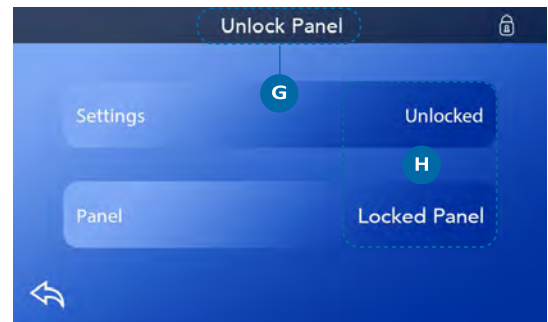 Unlock Panel
G
Settings Unlocked
H
Panel Locked Panel